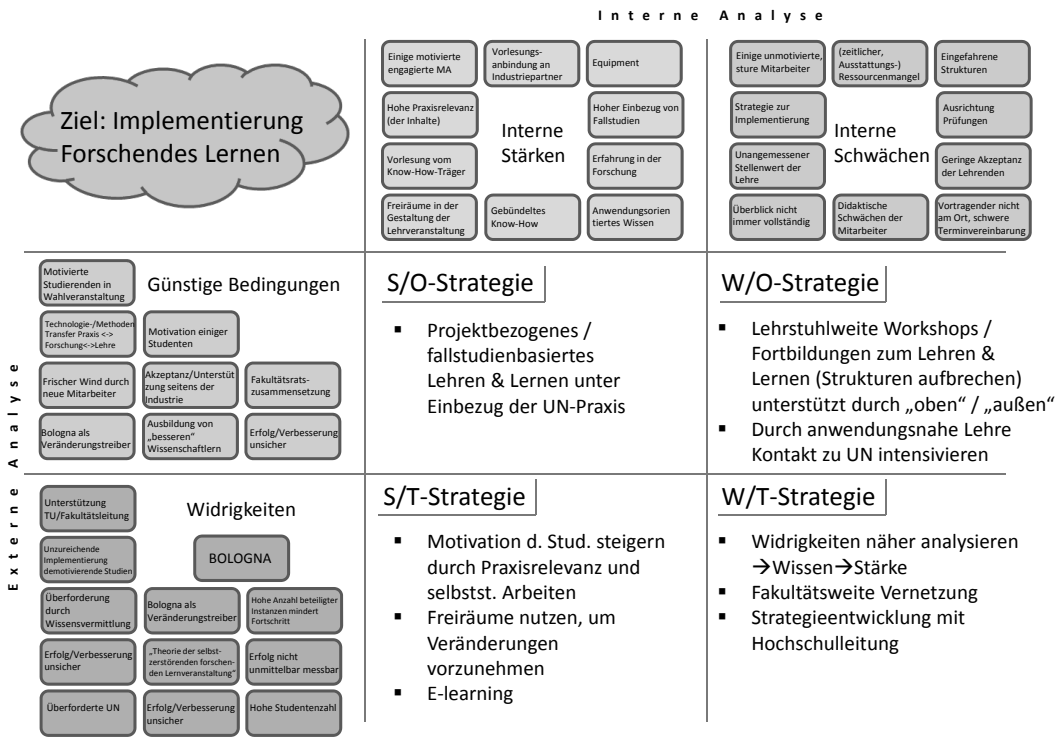 Interne Analyse
Ziel: Implementierung
Forschendes Lernen
Einige motivierte
engagierte MA
Vorlesungs-
anbindung an
Industriepartner
Equipment
Hohe Praxisrelevanz
(der Inhalte)
Interne
Stärken
Hoher Einbezug von
Fallstudien
Vorlesung vom
Know-How-Träger
Erfahrung in der
Forschung
Freiräume in der
Gestaltung der
Lehrveranstaltung
Gebündeltes
Know-How
Anwendungsorien
tiertes Wissen
Einige unmotivierte,
sture Mitarbeiter
(zeitlicher,
Ausstattungs-)
Ressourcenmangel
Eingefahrene
Strukturen
Strategie zur
Implementierung
Interne
Schwächen
Ausrichtung
Prüfungen
Unangemessener
Stellenwert der
Lehre
Geringe Akzeptanz
der Lehrenden
Überblick nicht
immer vollständig
Didaktische
Schwächen der
Mitarbeiter
Vortragender nicht
am Ort, schwere
Terminvereinbarung
Externe Analyse
Motivierte
Studierenden in
Wahlveranstaltung
Günstige Bedingungen
Technologie-/Methoden
Transfer Praxis <->
Forschung<->Lehre
Motivation einiger
Studenten
Frischer Wind durch
neue Mitarbeiter
Akzeptanz/Unterstüt
zung seitens der
Industrie
Fakultätsrats-
zusammensetzung
Bologna als
Veränderungstreiber
Ausbildung von
„besseren“
Wissenschaftlern
Erfolg/Verbesserung
unsicher
S/O-Strategie
▪ Projektbezogenes /
fallstudienbasiertes
Lehren & Lernen unter
Einbezug der UN-Praxis
W/O-Strategie
▪ Lehrstuhlweite Workshops /
Fortbildungen zum Lehren &
Lernen (Strukturen aufbrechen)
unterstützt durch „oben“ / „außen“
▪ Durch anwendungsnahe Lehre
Kontakt zu UN intensivieren
Unterstützung
TU/Fakultätsleitung
Widrigkeiten
Unzureichende
Implementierung
demotivierende Studien
BOLOGNA
Überforderung
durch
Wissensvermittlung
Bologna als
Veränderungstreiber
Hohe Anzahl beteiligter
Instanzen mindert
Fortschritt
Erfolg/Verbesserung
unsicher
„Theorie der selbst-
zerstörenden forschen-
den Lernveranstaltung“
Erfolg nicht
unmittelbar messbar
Überforderte UN
Erfolg/Verbesserung
unsicher
Hohe Studentenzahl
S/T-Strategie
▪ Motivation d. Stud. steigern
durch Praxisrelevanz und
selbstst. Arbeiten
▪ Freiräume nutzen, um
Veränderungen
vorzunehmen
▪ E-learning
W/T-Strategie
▪ Widrigkeiten näher analysieren
→Wissen→Stärke
▪ Fakultätsweite Vernetzung
▪ Strategieentwicklung mit
Hochschulleitung